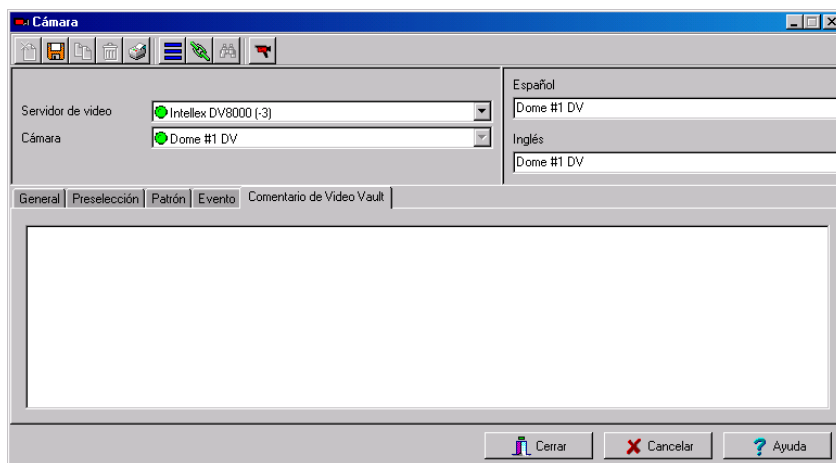 Cámara
Español
Servidor de video
Intellex DV8000 (-3)
Dome #1 DV
Cámara
Dome #1 DV
Inglés
Dome #1 DV
General Preselección Patrón Evento Comentario de Video Vault
Cerrar Cancelar Ayuda